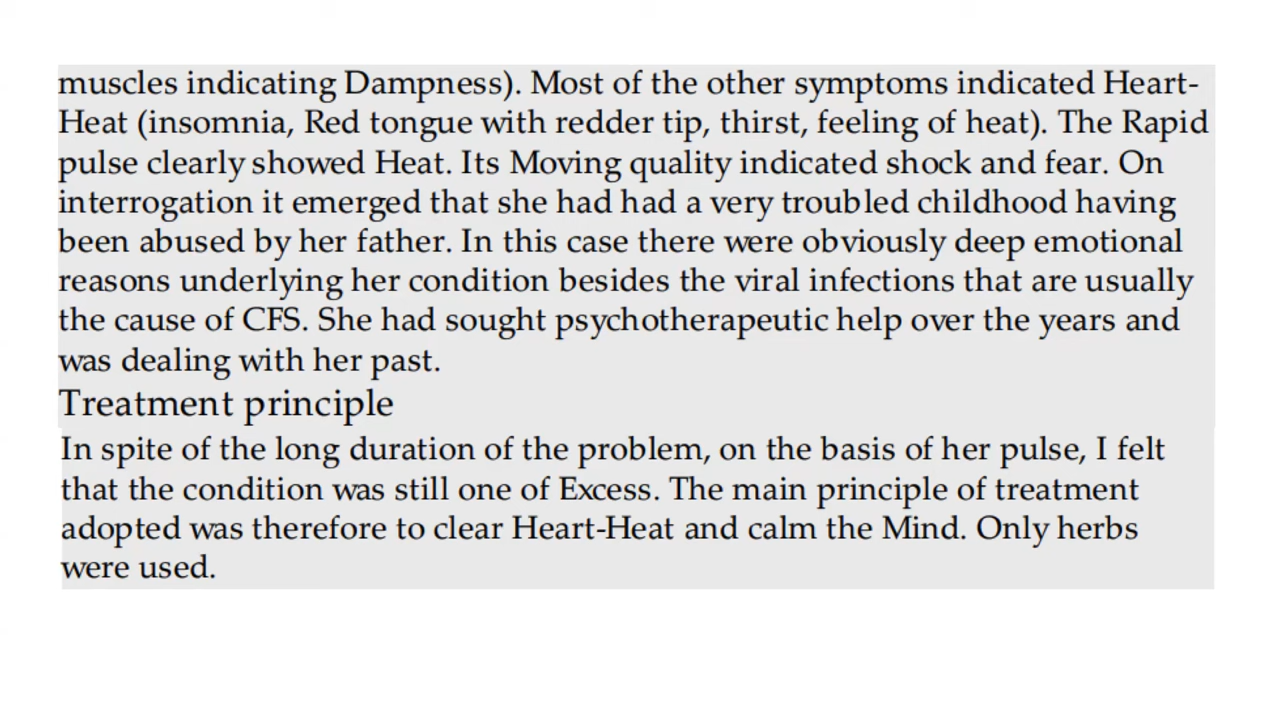 muscles indicating Dampness). Most of the other symptoms indicated Heart-
Heat (insomnia, Red tongue with redder tip, thirst, feeling of heat). The Rapid
pulse clearly showed Heat. Its Moving quality indicated shock and fear. On
interrogation it emerged that she had had a very troubled childhood having
been abused by her father. In this case there were obviously deep emotional
reasons underlying her condition besides the viral infections that are usually
the cause of CFS. She had sought psychotherapeutic help over the years and
was dealing with her past.
Treatment principle
In spite of the long duration of the problem, on the basis of her pulse, I felt
that the condition was still one of Excess. The main principle of treatment
adopted was therefore to clear Heart-Heat and calm the Mind. Only herbs
were used.